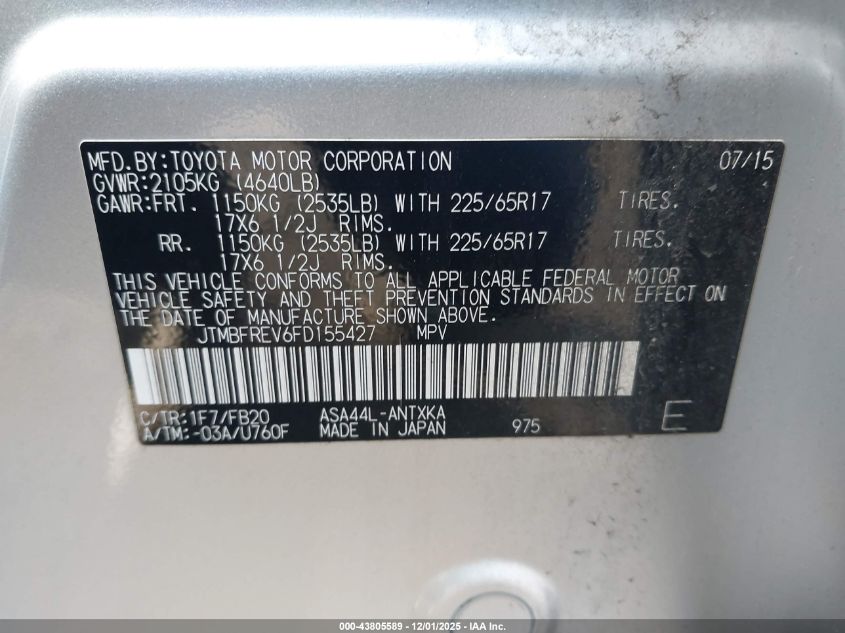 MFD.BY:TOYOTA MOTOR CORPORATION 07/15
GVWR:2105KG (4640LB)
GAWR:FRT. 1150KG (2535LB) WITH 225/65R17 TIRES.
17X6 1/2J RIMS.
RR. 1150KG (2535LB) WITH 225/65R17 TIRES.
17X6 1/2J RIMS.
THIS VEHICLE CONFORMS TO ALL APPLICABLE FEDERAL MOTOR
VEHICLE SAFETY AND THEFT PREVENTION STANDARDS IN EFFECT ON
THE DATE OF MANUFACTURE SHOWN ABOVE.
JTMBFREV6FD155427 MPV
C/TR:1F7/FB20 ASA44L-ANTXKA E
A/TM:-03A/U760F MADE IN JAPAN 975
000-43805589 - 12/01/2025 - IAA Inc.